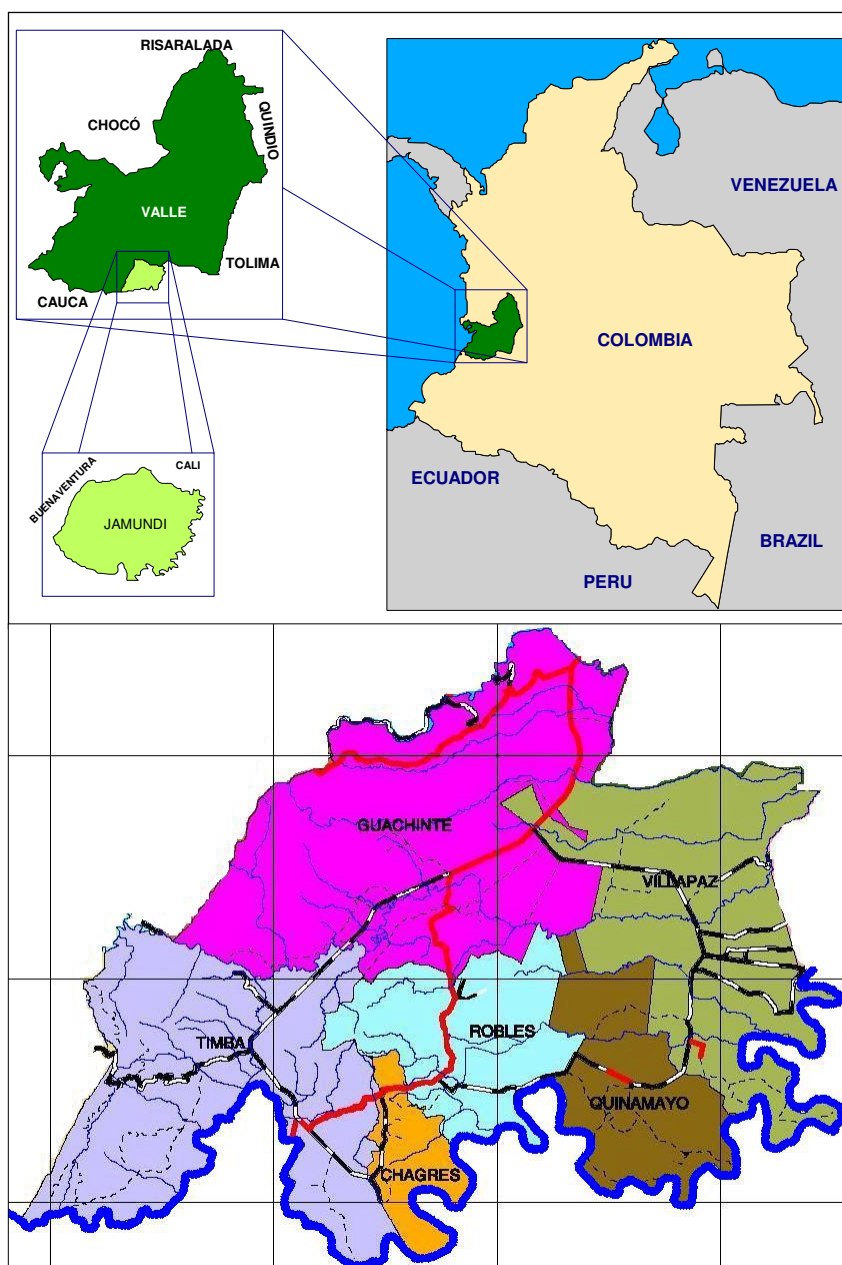 RISARALADA
CHOCÓ
QUINDIO
VALLE
TOLIMA
CAUCA
BUENAVENTURA
CALI
JAMUNDI
VENEZUELA
COLOMBIA
ECUADOR
BRAZIL
PERU
GUACHINTE
VILLAPAZ
TIMBA
ROBLES
QUINAMAYO
CHAGRES